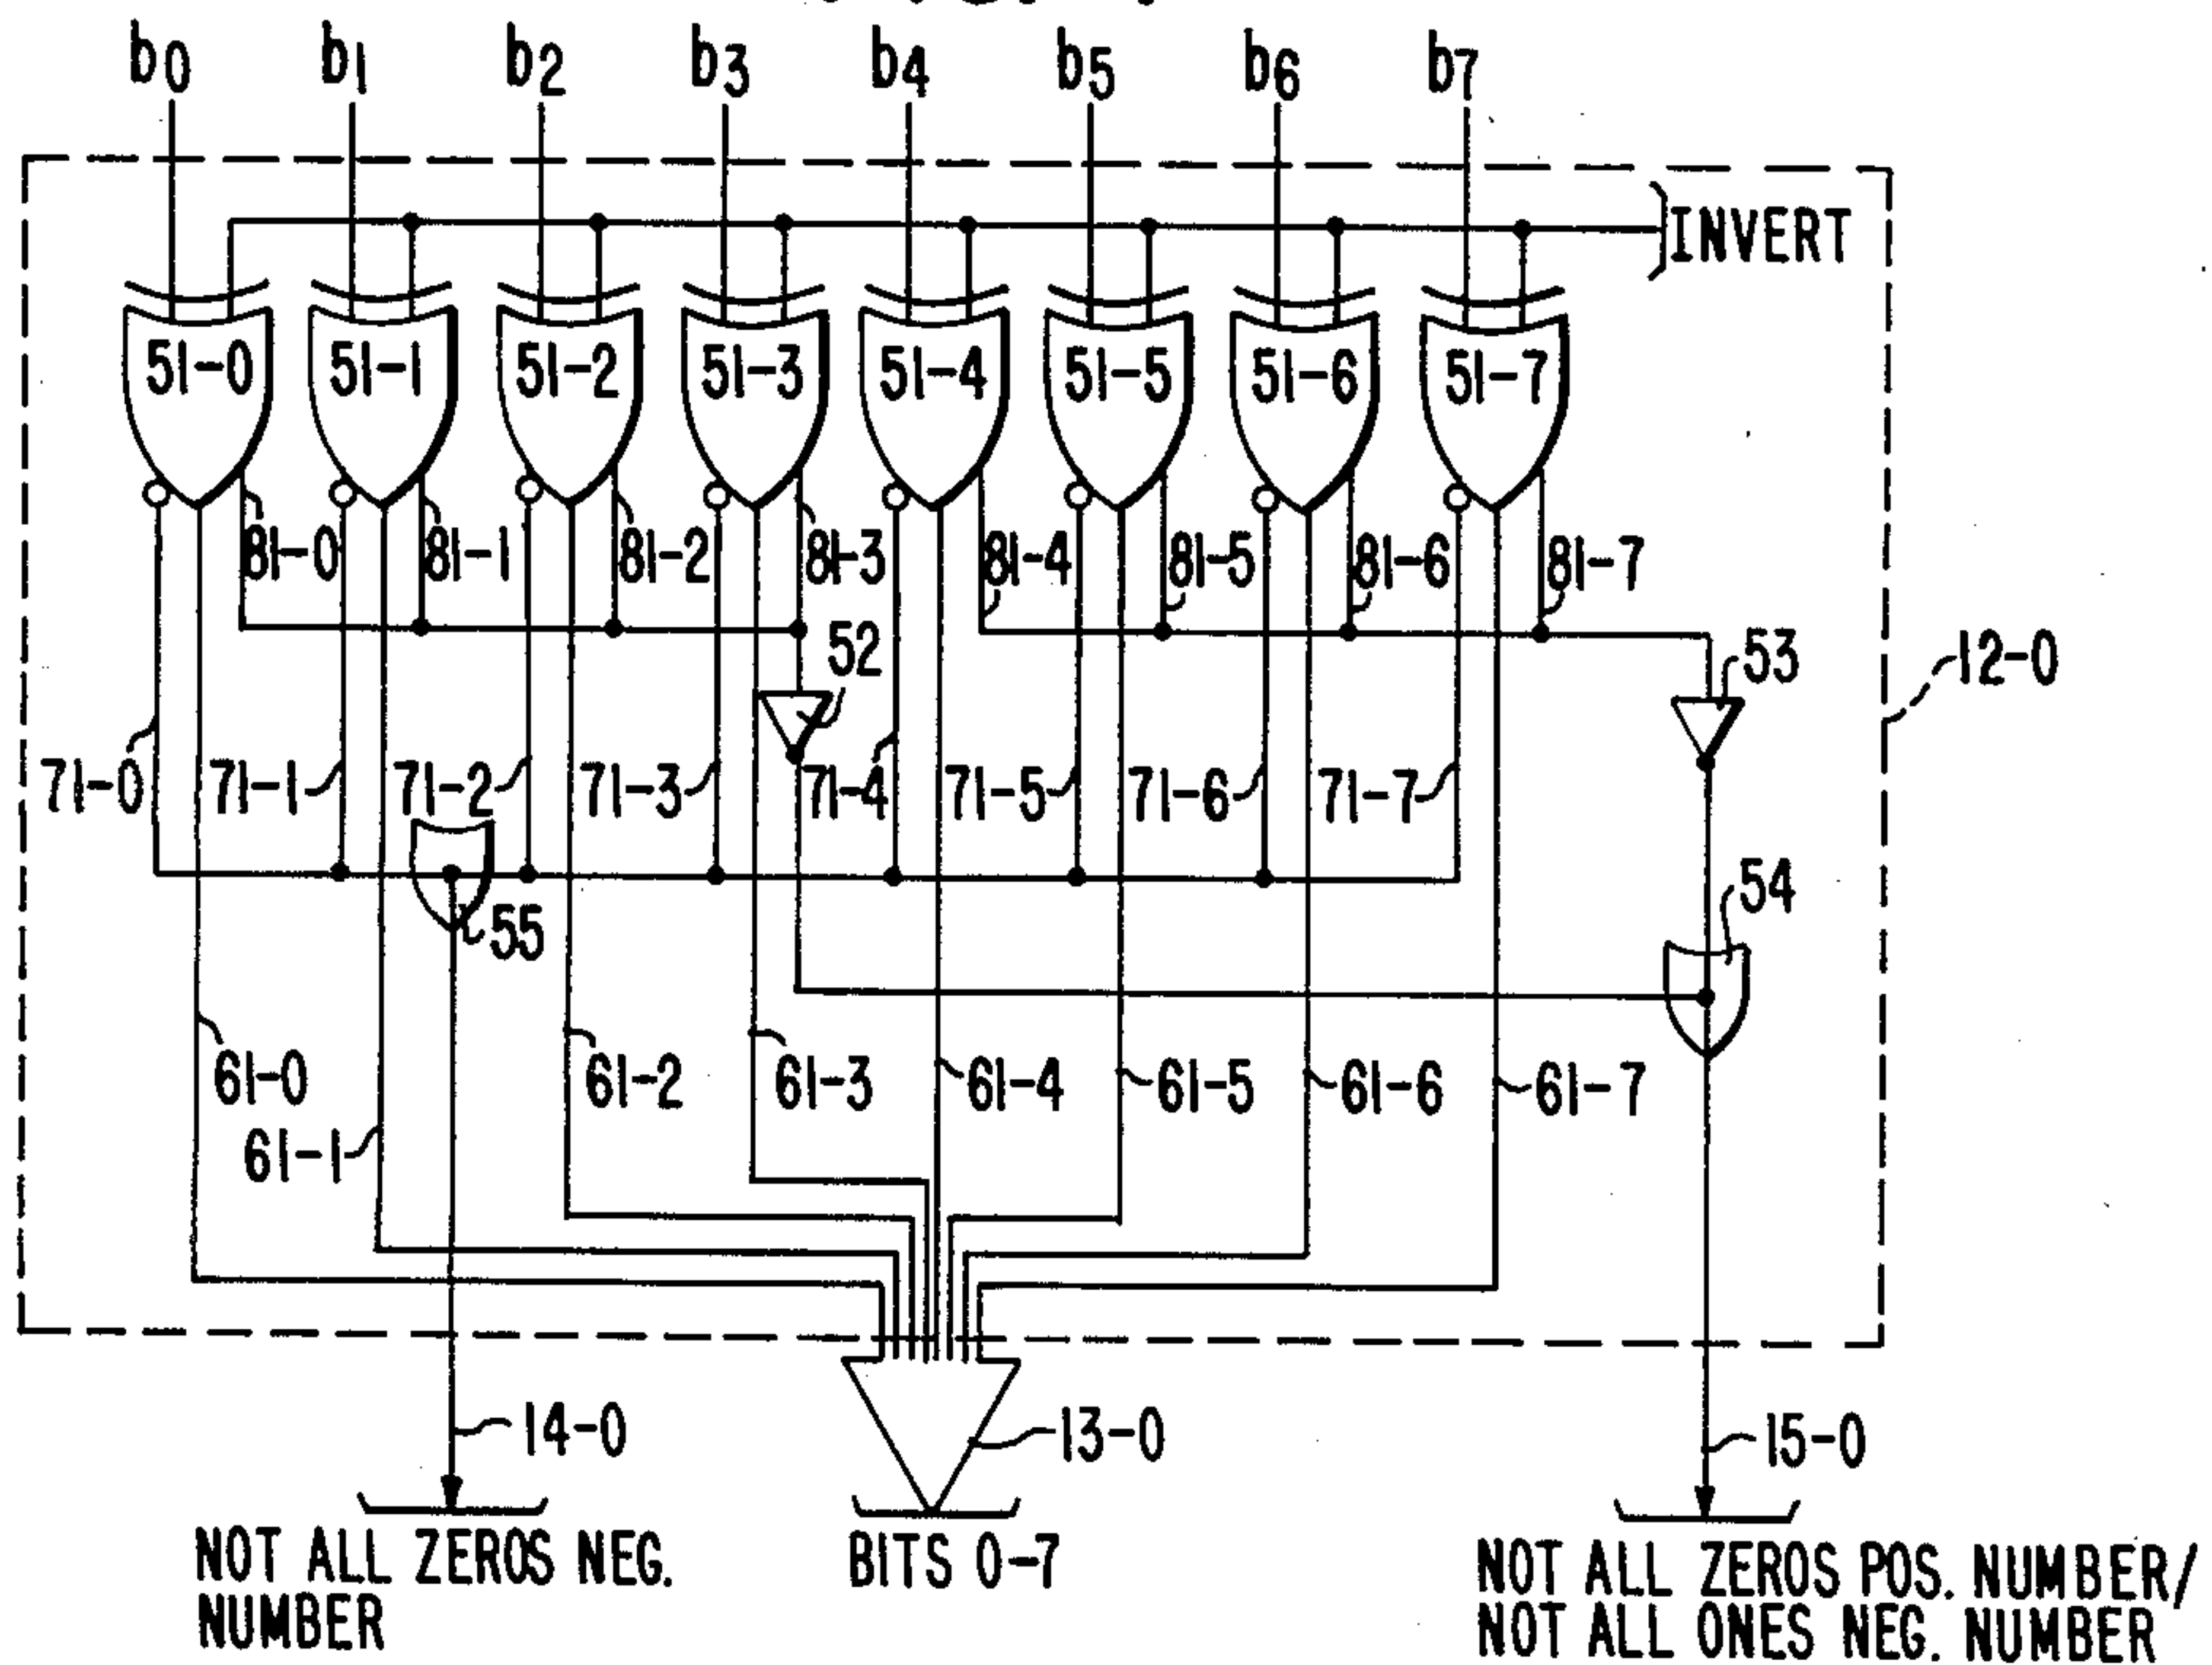 b0 b1 b2 b3 b4 b5 b6 b7
INVERT
51-0 51-1 51-2 51-3 51-4 51-5 51-6 51-7
81-0 81-1 81-2 81-3 81-4 81-5 81-6 81-7
52 53 12-0
71-0 71-1 71-2 71-3 71-4 71-5 71-6 71-7
55 54
61-0 61-2 61-3 61-4 61-5 61-6 61-7
61-1
14-0 13-0 15-0
NOT ALL ZEROS NEG.
NUMBER
BITS 0-7
NOT ALL ZEROS POS. NUMBER/
NOT ALL ONES NEG. NUMBER